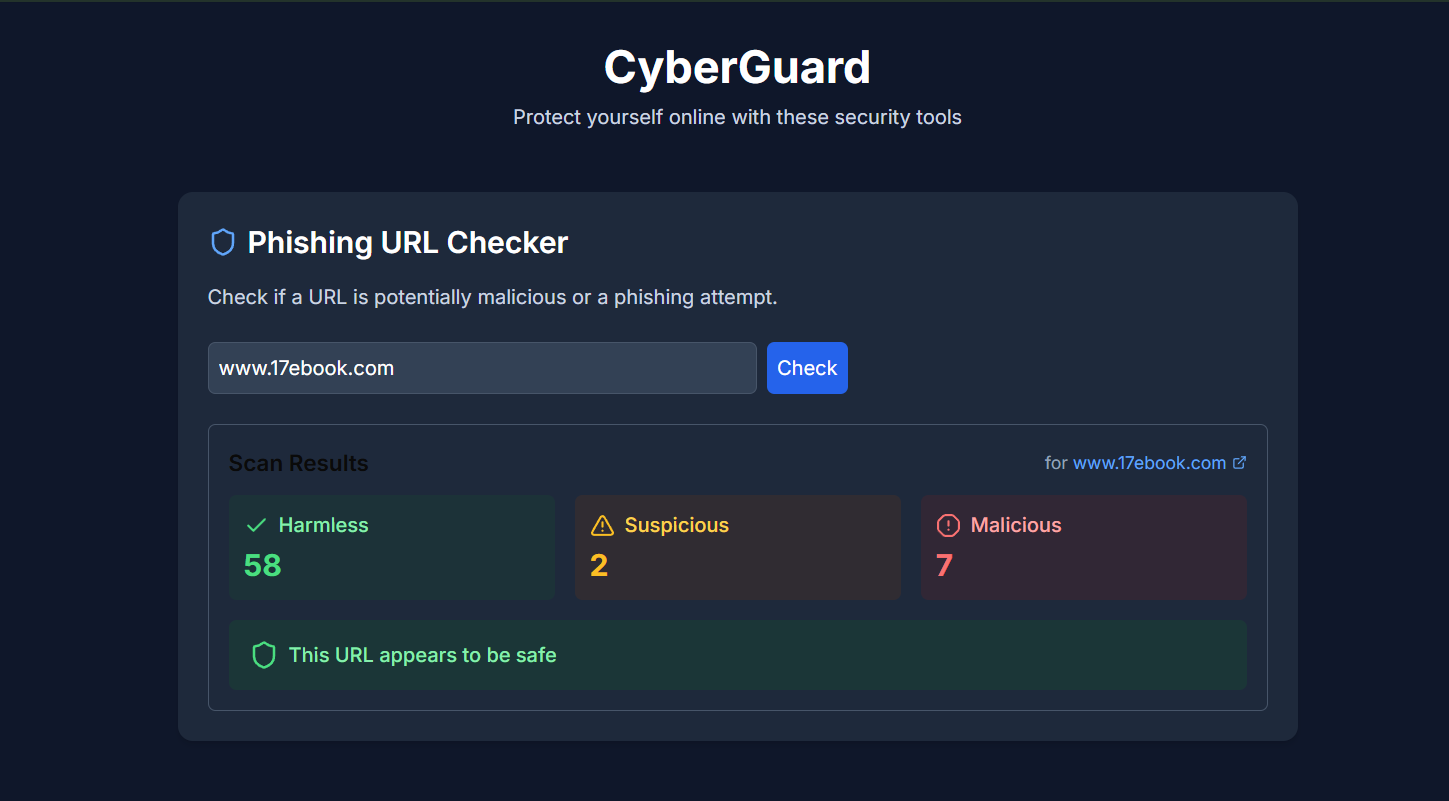 CyberGuard
Protect yourself online with these security tools
Phishing URL Checker
Check if a URL is potentially malicious or a phishing attempt.
www.17ebook.com
Check
Scan Results
for www.17ebook.com
Harmless
58
Suspicious
2
Malicious
7
This URL appears to be safe